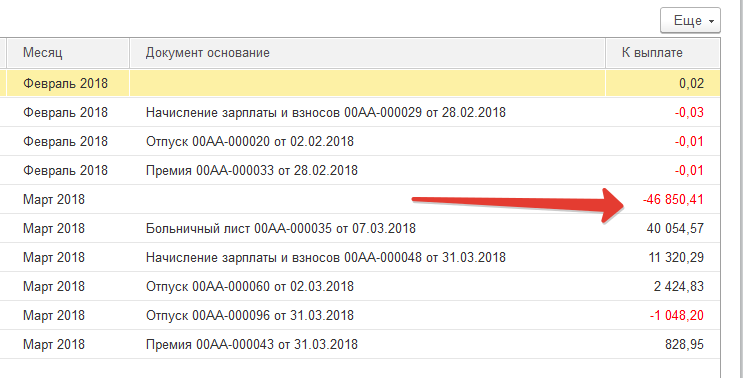 Еще
Месяц Документ основание К выплате
Февраль 2018 0,02
Февраль 2018 Начисление зарплаты и взносов 00АА-000029 от 28.02.2018 -0,03
Февраль 2018 Отпуск 00АА-000020 от 02.02.2018 -0,01
Февраль 2018 Премия 00АА-000033 от 28.02.2018 -0,01
Март 2018 -46 850,41
Март 2018 Больничный лист 00АА-000035 от 07.03.2018 40 054,57
Март 2018 Начисление зарплаты и взносов 00АА-000048 от 31.03.2018 11 320,29
Март 2018 Отпуск 00АА-000060 от 02.03.2018 2 424,83
Март 2018 Отпуск 00АА-000096 от 31.03.2018 -1 048,20
Март 2018 Премия 00АА-000043 от 31.03.2018 828,95